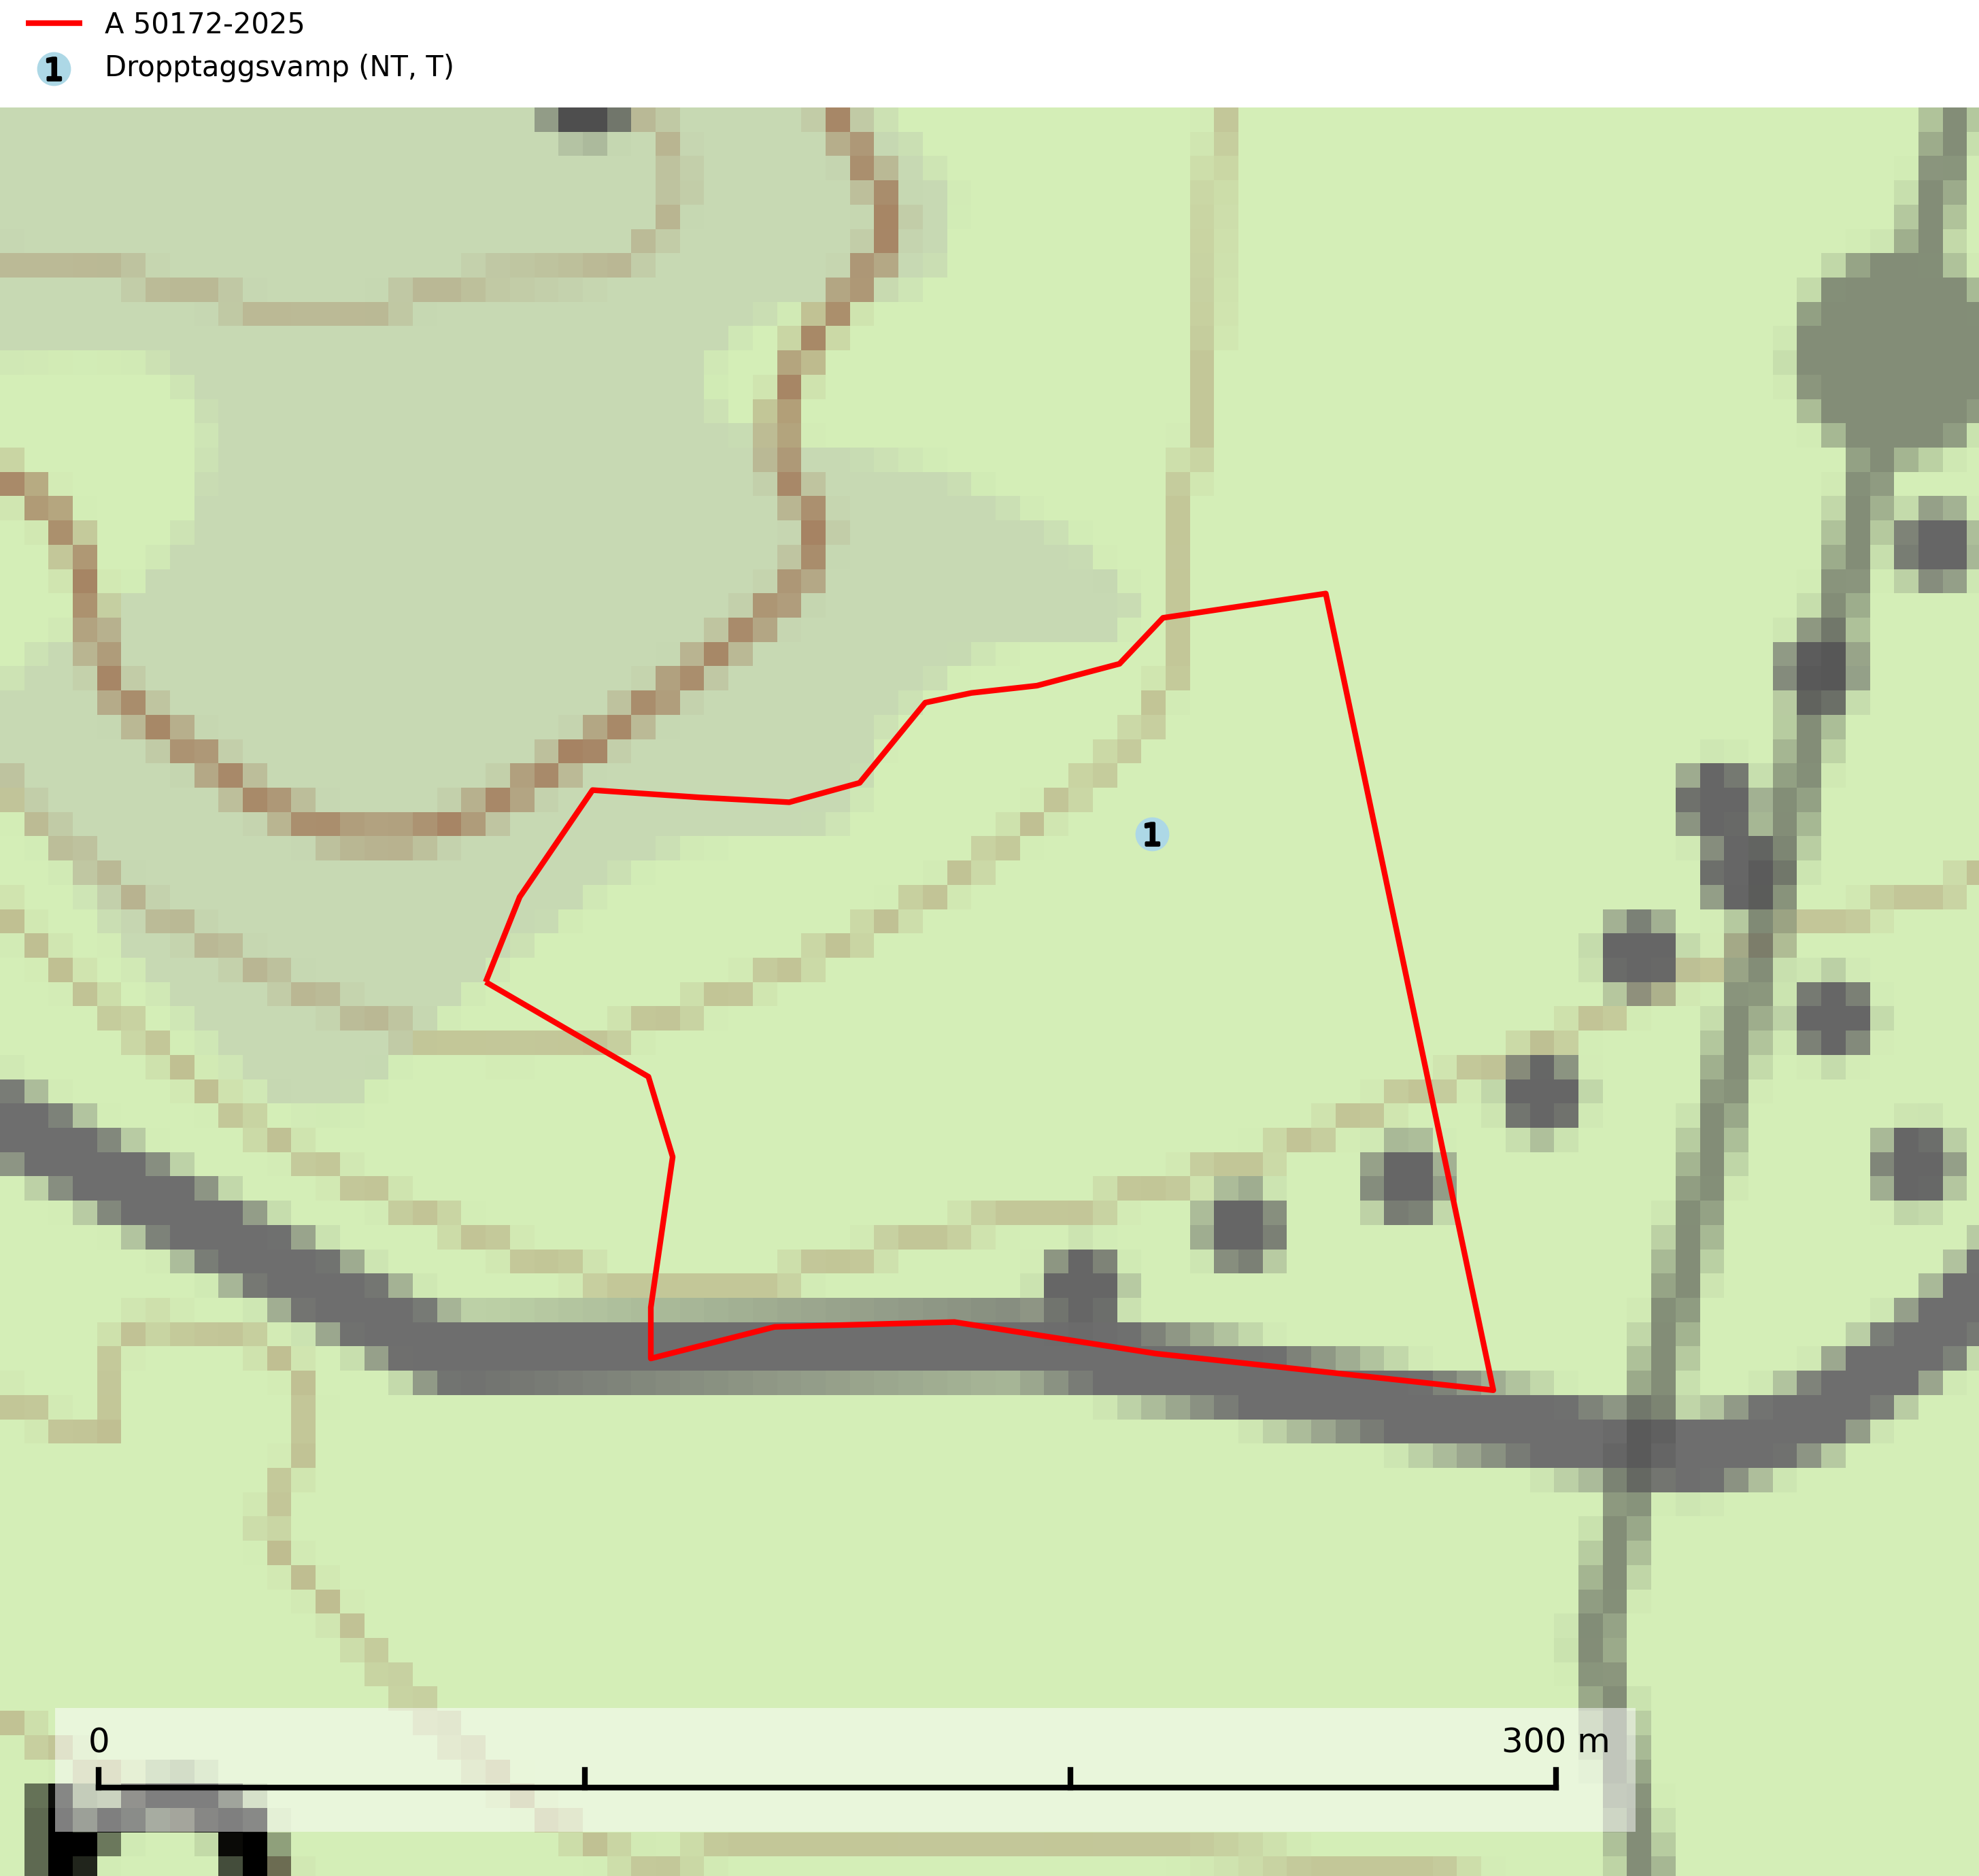 A 50172-2025
1 Dropptaggsvamp (NT, T)
1
0 300 m